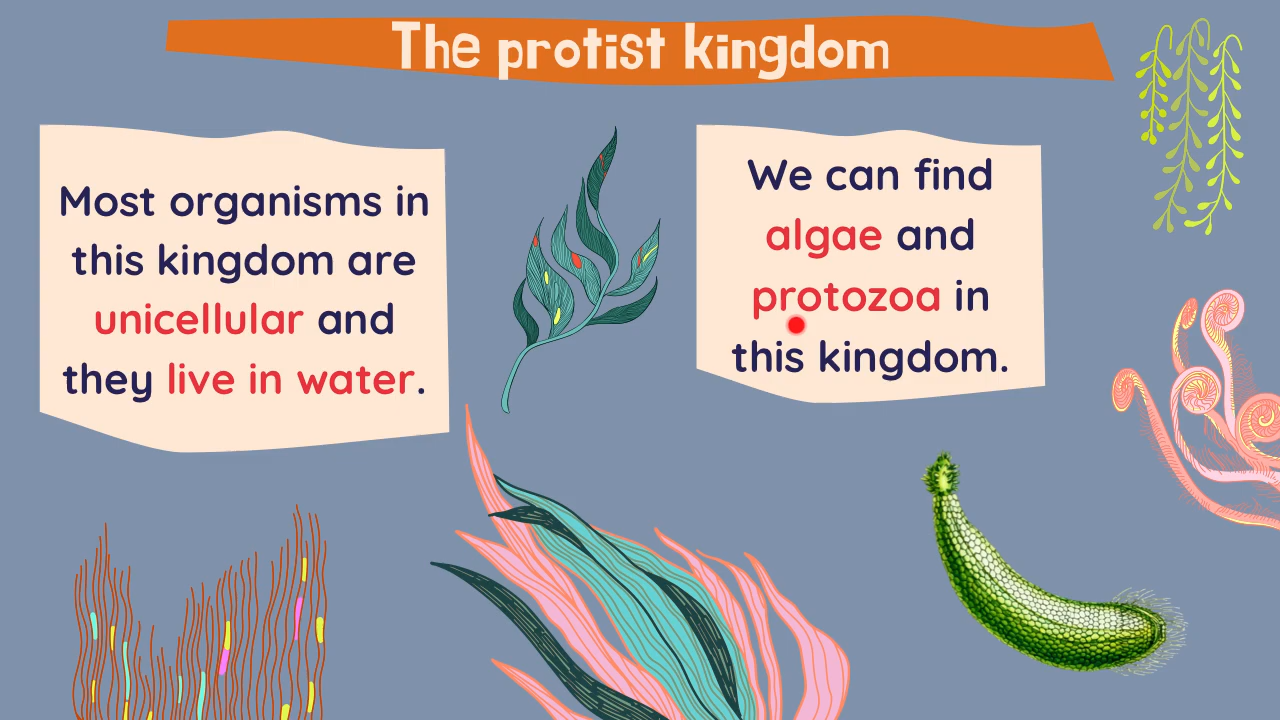 The protist kingdom
Most organisms in
this kingdom are
unicellular and
they live in water.
We can find
algae and
protozoa in
this kingdom.